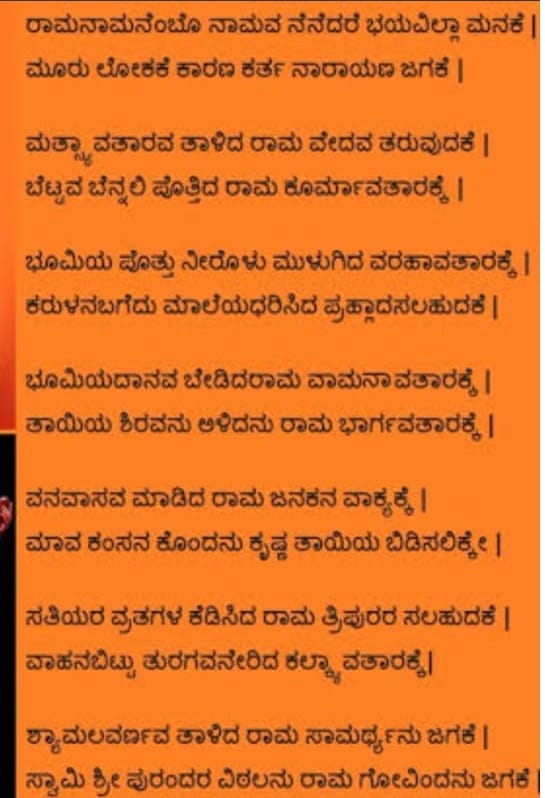 ರಾಮನಾಮನೆಂಬೊ ನಾಮವ ನೆನೆದರೆ ಭಯವಿಲ್ಲಾ ಮನಕೆ |
ಮೂರು ಲೋಕಕೆ ಕಾರಣ ಕರ್ತ ನಾರಾಯಣ ಜಗಕೆ |
ಮತ್ಸ್ಯಾವತಾರವ ತಾಳಿದ ರಾಮ ವೇದವ ತರುವುದಕೆ |
ಬೆಟ್ಟವ ಬೆನ್ನಲಿ ಪೊತ್ತಿದ ರಾಮ ಕೂರ್ಮಾವತಾರಕ್ಕೆ |
ಭೂಮಿಯ ಪೊತ್ತು ನೀರೊಳು ಮುಳುಗಿದ ವರಹಾವತಾರಕ್ಕೆ |
ಕರುಳನಬಗೆದು ಮಾಲೆಯಧರಿಸಿದ ಪ್ರಹ್ಲಾದಸಲಹುದಕೆ |
ಭೂಮಿಯದಾನವ ಬೇಡಿದರಾಮ ವಾಮನಾವತಾರಕ್ಕೆ |
ತಾಯಿಯ ಶಿರವನು ಅಳಿದನು ರಾಮ ಭಾರ್ಗವತಾರಕ್ಕೆ |
ವನವಾಸವ ಮಾಡಿದ ರಾಮ ಜನಕನ ವಾಕ್ಯಕ್ಕೆ |
ಮಾವ ಕಂಸನ ಕೊಂದನು ಕೃಷ್ಣ ತಾಯಿಯ ಬಿಡಿಸಲಿಕ್ಕೇ |
ಸತಿಯರ ವ್ರತಗಳ ಕೆಡಿಸಿದ ರಾಮ ತ್ರಿಪುರರ ಸಲಹುದಕೆ |
ವಾಹನಬಿಟ್ಟು ತುರಗವನೇರಿದ ಕಲ್ಕ್ಯಾವತಾರಕ್ಕೆ|
ಶ್ಯಾಮಲವರ್ಣವ ತಾಳಿದ ರಾಮ ಸಾಮರ್ಥ್ಯನು ಜಗಕೆ |
ಸ್ವಾಮಿ ಶ್ರೀ ಪುರಂದರ ವಿಠಲನು ರಾಮ ಗೋವಿಂದನು ಜಗಕೆ |